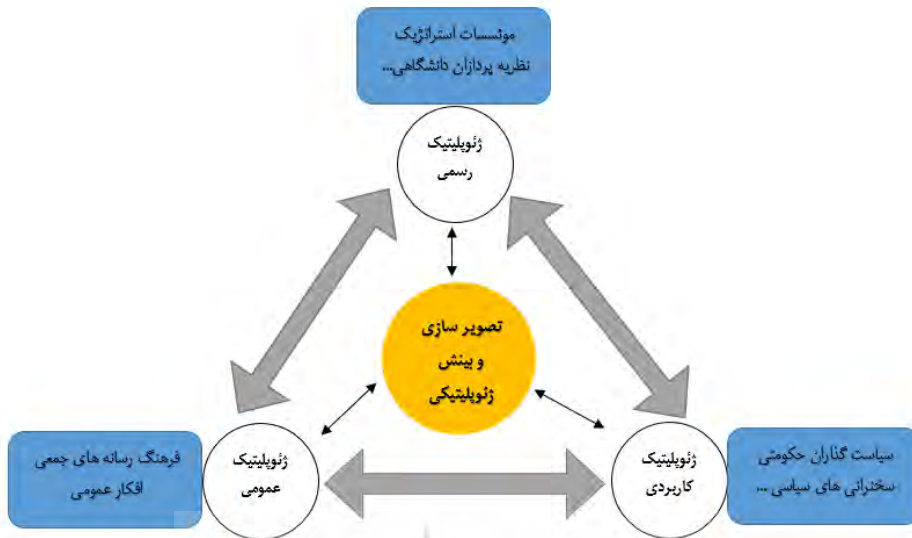 موئسسات استراتژیک
نظریه پردازان دانشگاهی...
ژئوپلیتیک
رسمی
تصویر سازی
و بینش
ژئوپلیتیکی
سیاست گذاران حکومتی
سخنرانی های سیاسی ...
ژئوپلیتیک
کاربردی
ژئوپلیتیک
عمومی
فرهنگ رسانه های جمعی
افکار عمومی